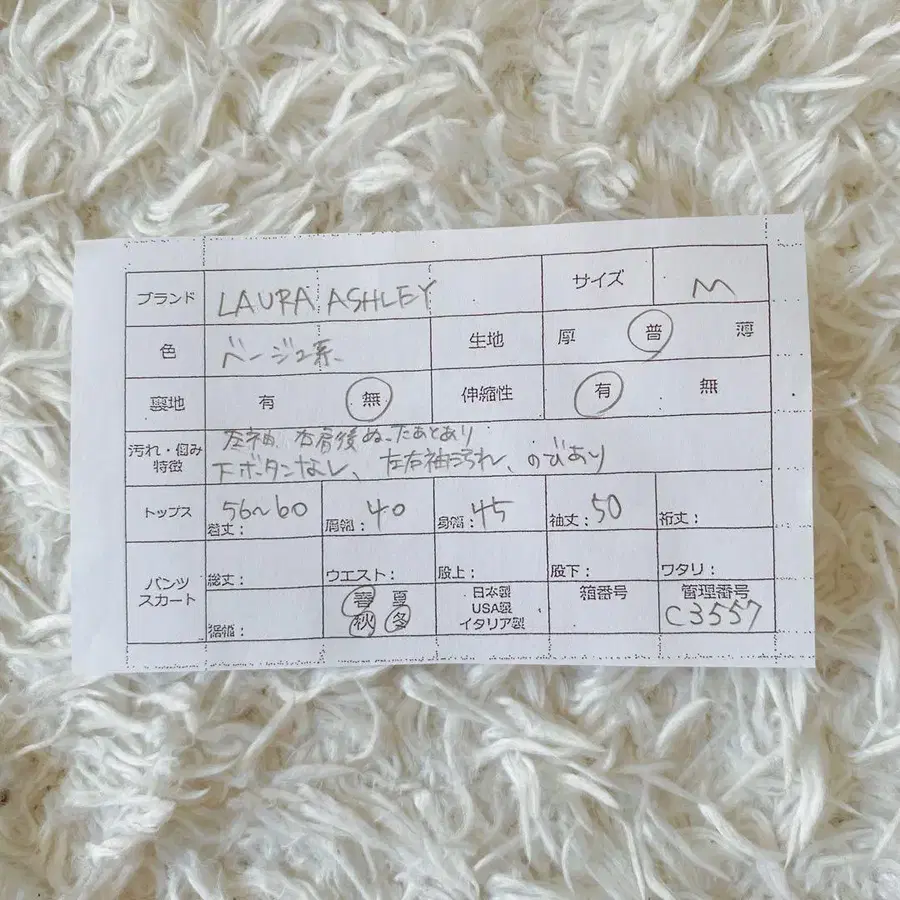 ブランド LAURA ASHLEY サイズ M
色 ベージュ系、 生地 厚 普 薄
裏地 有 無 伸縮性 有 無
汚れ・傷み 左袖、右肩後ぬったあとあり
特徴 下ボタンなし、左右袖汚れ、のびあり
トップス 着丈： 56〜60 肩幅： 40 身幅： 45 袖丈： 50 裄丈：
パンツ 総丈： ウエスト： 股上： 股下： ワタリ：
スカート 裾幅： 春 夏 秋 冬 日本製 USA製 イタリア製 箱番号 管理番号 C3557